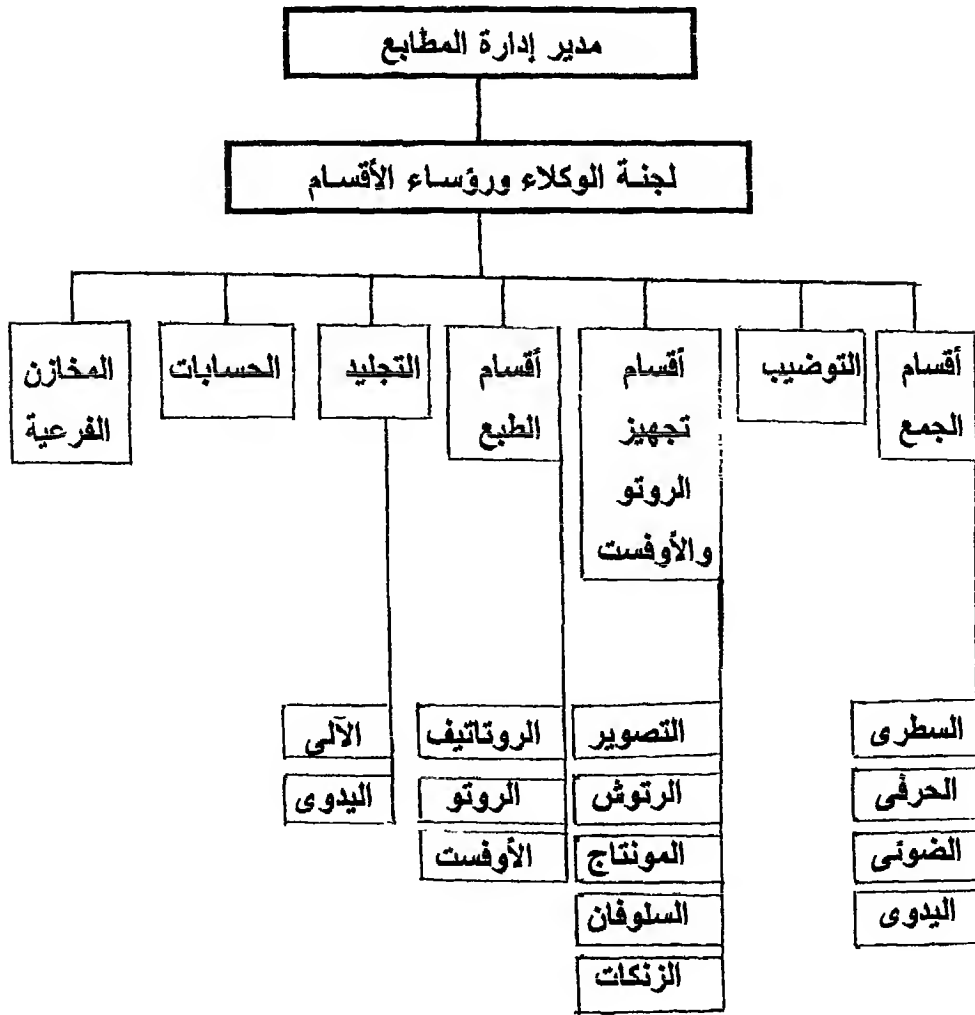 مدير إدارة المطابع
لجنة الوكلاء ورؤساء الأقسام
أقسام
الجمع
التوضيب
أقسام
تجهيز
الروتو
والأوفست
أقسام
الطبع
التجليد
الحسابات
المخازن
الفرعية
السطرى
الحرفى
الضوئى
اليدوى
التصوير
الرتوش
المونتاج
السلوفان
الزنكات
الروتاتيف
الروتو
الأوفست
الآلى
اليدوى